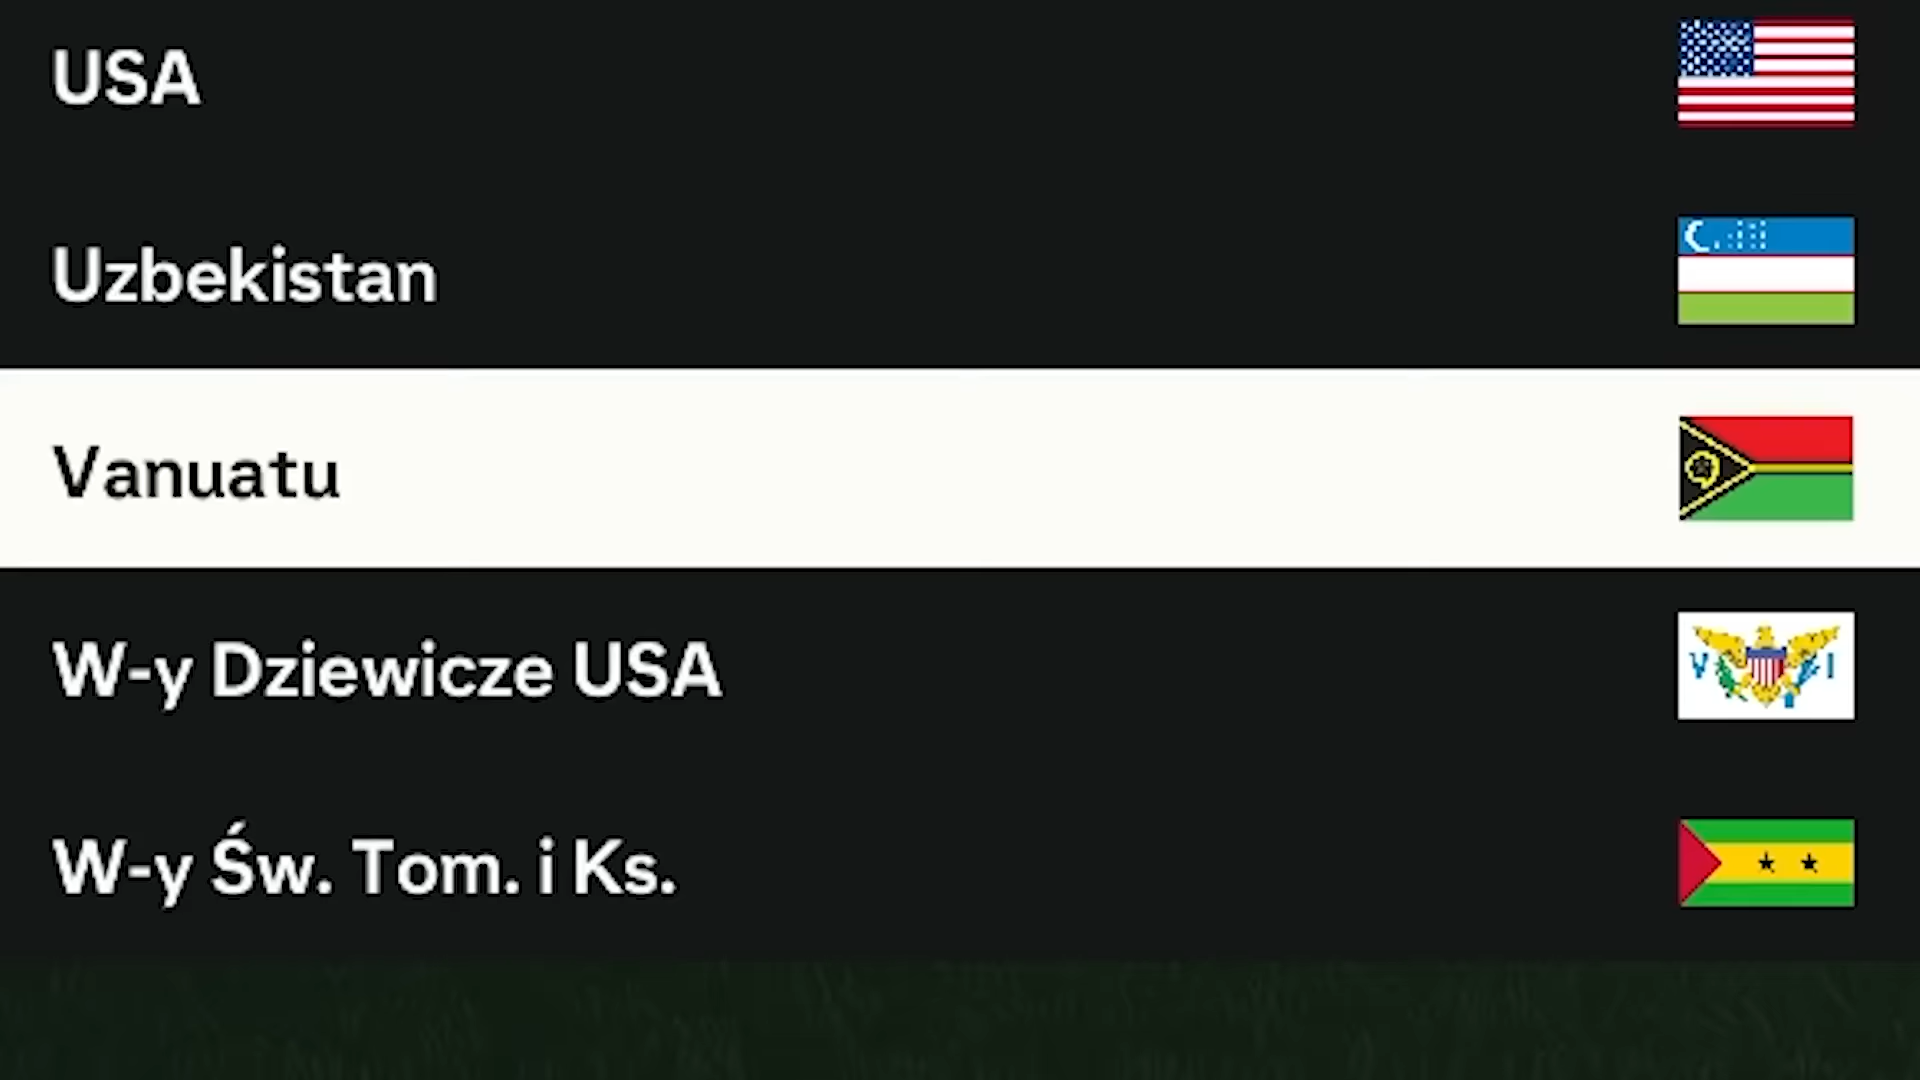 USA
Uzbekistan
Vanuatu
W-y Dziewicze USA
V I
W-y Św. Tom. i Ks.